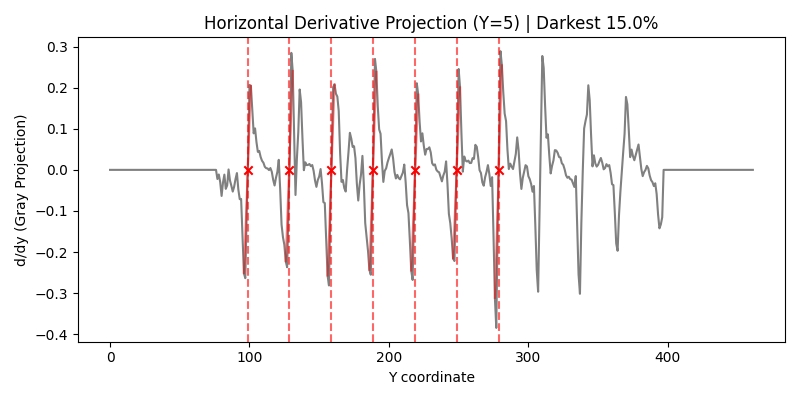 Horizontal Derivative Projection (Y=5) | Darkest 15.0%
d/dy (Gray Projection)
0.3
0.2
0.1
0.0
−0.1
−0.2
−0.3
−0.4
0 100 200 300 400
Y coordinate